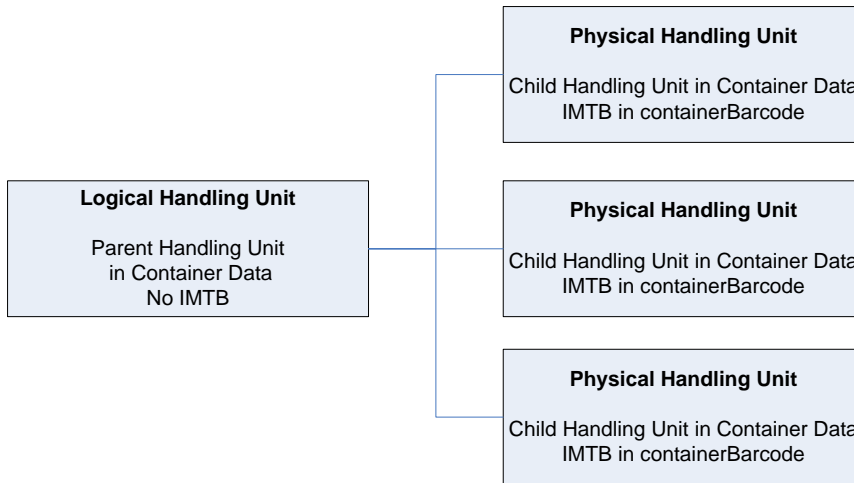 Physical Handling Unit
Child Handling Unit in Container Data
IMTB in containerBarcode
Logical Handling Unit
Parent Handling Unit
in Container Data
No IMTB
Physical Handling Unit
Child Handling Unit in Container Data
IMTB in containerBarcode
Physical Handling Unit
Child Handling Unit in Container Data
IMTB in containerBarcode